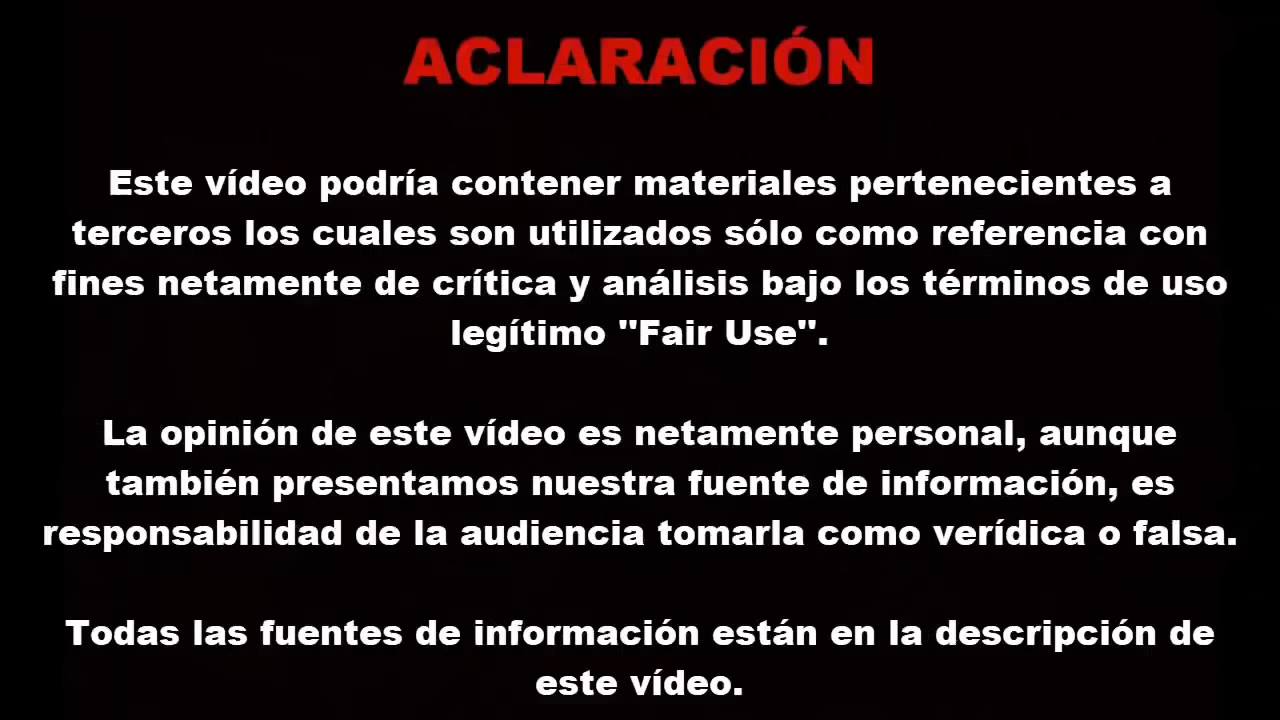 ACLARACIÓN
Este vídeo podría contener materiales pertenecientes a
terceros los cuales son utilizados sólo como referencia con
fines netamente de crítica y análisis bajo los términos de uso
legítimo "Fair Use".
La opinión de este vídeo es netamente personal, aunque
también presentamos nuestra fuente de información, es
responsabilidad de la audiencia tomarla como verídica o falsa.
Todas las fuentes de información están en la descripción de
este vídeo.